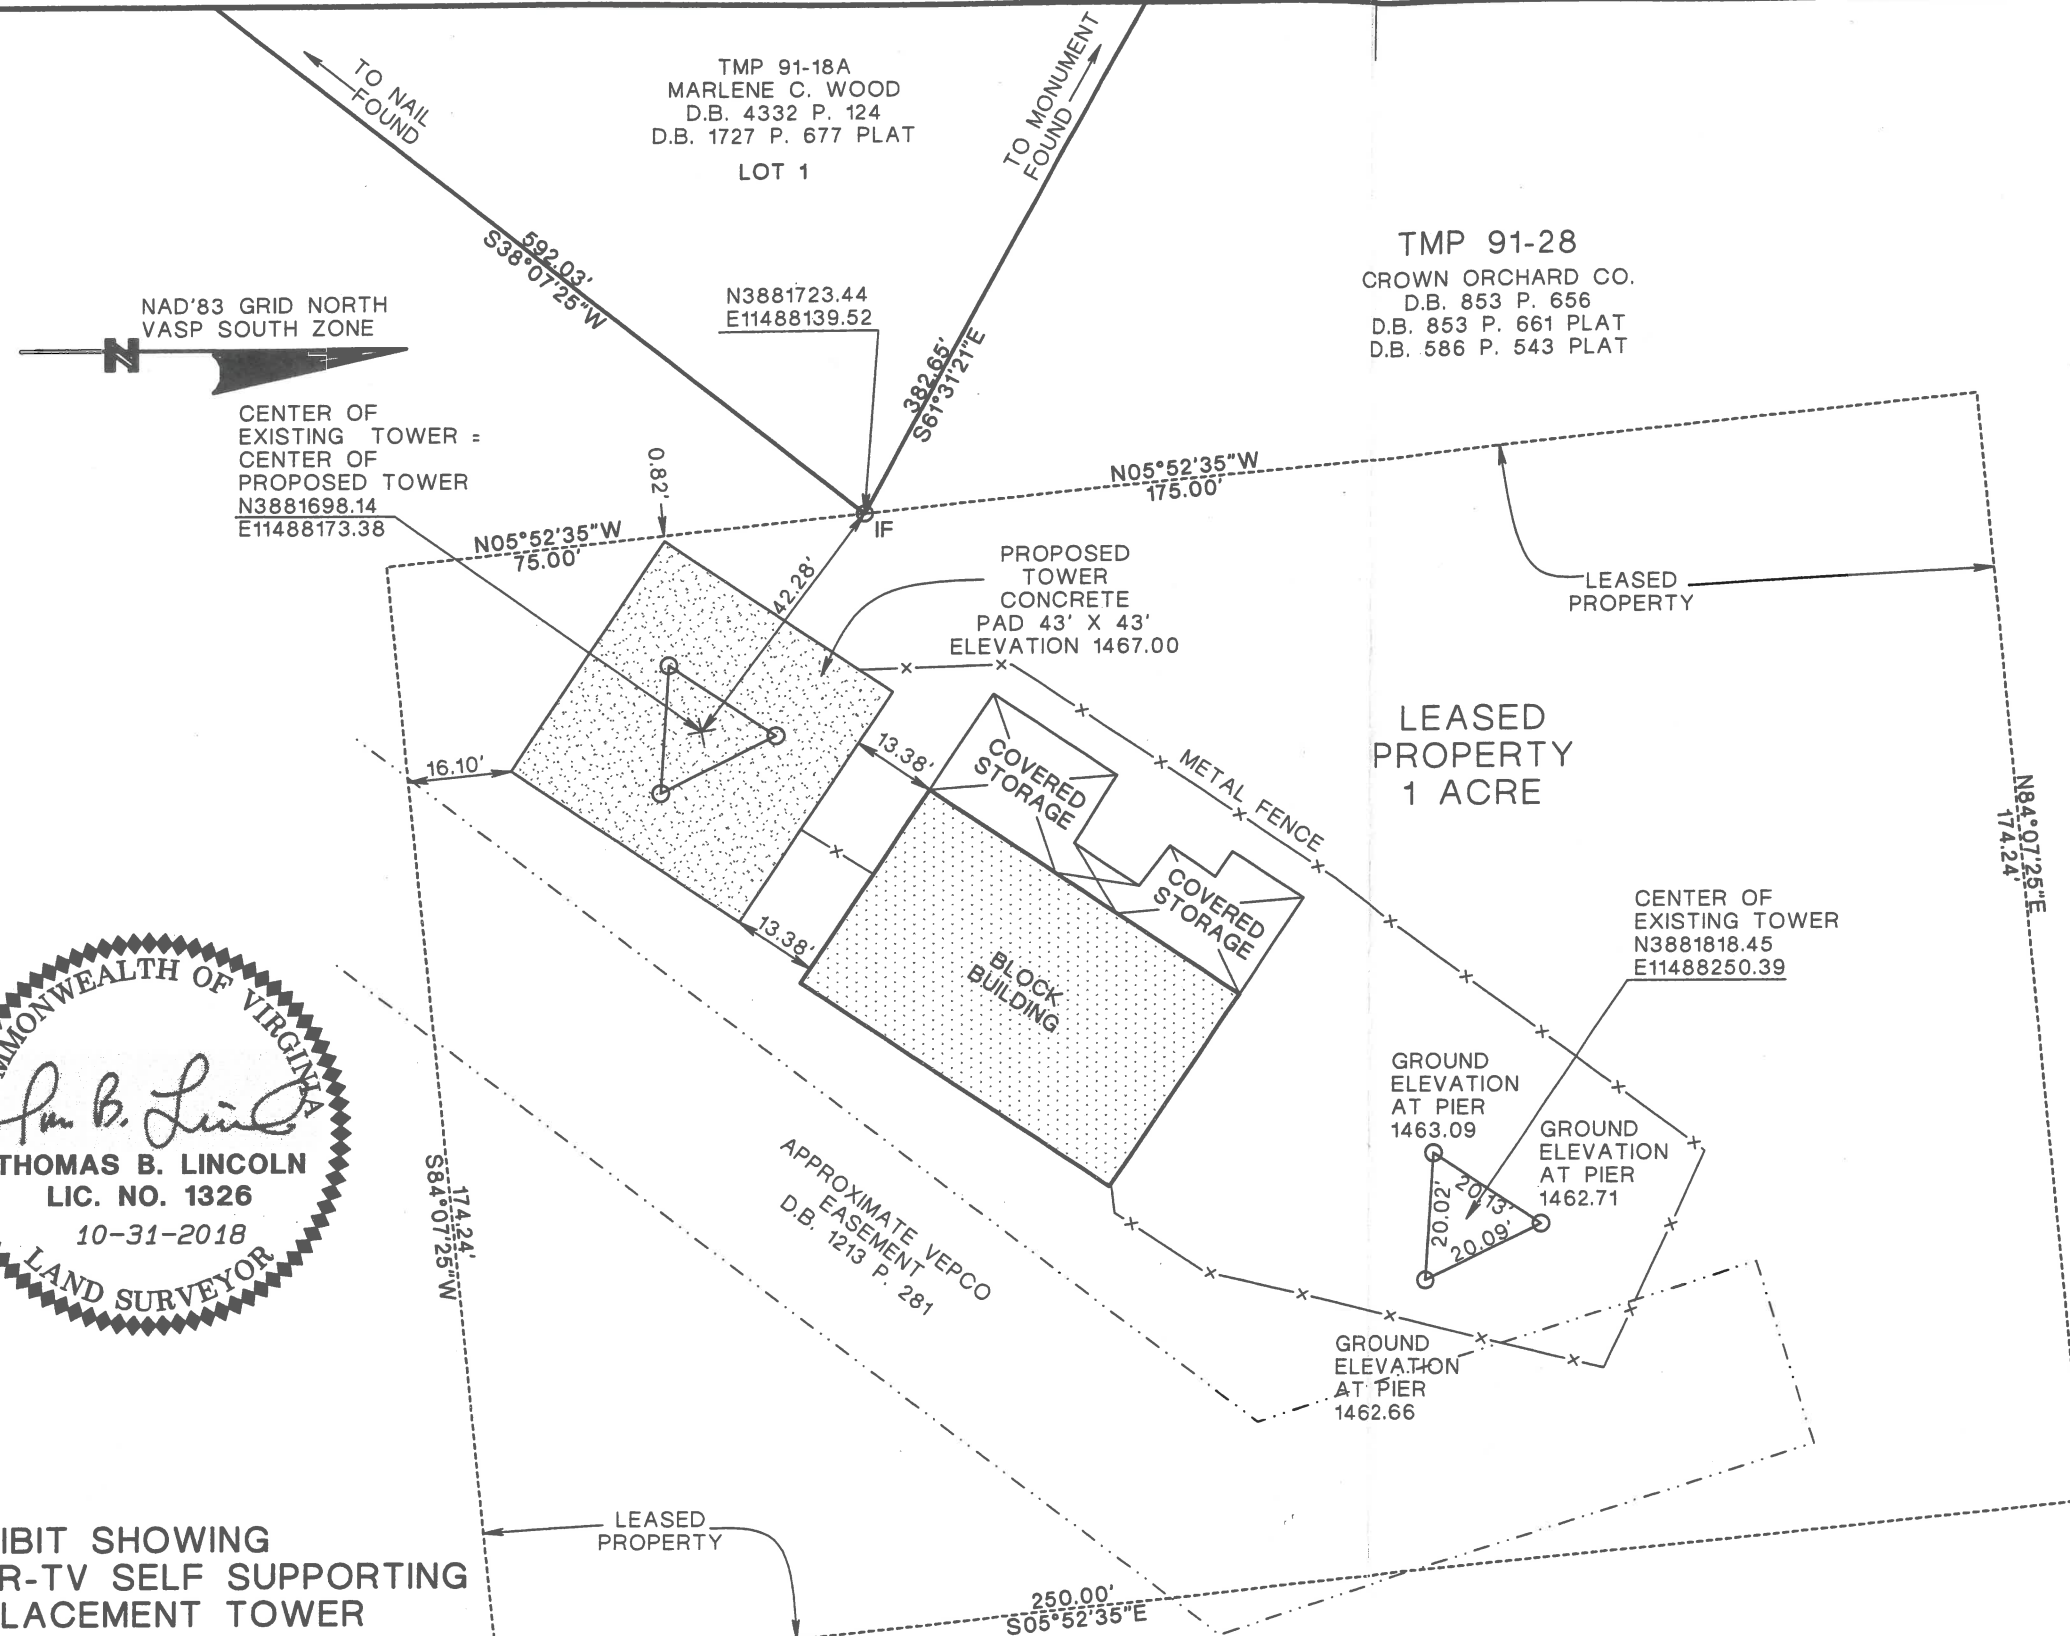 TO NAIL
FOUND
TMP 91-18A
MARLENE C. WOOD
D.B. 4332 P. 124
D.B. 1727 P. 677 PLAT
LOT 1
TO MONUMENT
FOUND
592.03'
S38°07'25"W
N3881723.44
E11488139.52
382.65'
S61°31'21"E
TMP 91-28
CROWN ORCHARD CO.
D.B. 853 P. 656
D.B. 853 P. 661 PLAT
D.B. 586 P. 543 PLAT
NAD'83 GRID NORTH
VASP SOUTH ZONE
N
CENTER OF
EXISTING TOWER =
CENTER OF
PROPOSED TOWER
N3881698.14
E11488173.38
0.82'
N05°52'35"W
75.00'
IF
N05°52'35"W
175.00'
42.28'
PROPOSED
TOWER
CONCRETE
PAD 43' X 43'
ELEVATION 1467.00
LEASED
PROPERTY
LEASED
PROPERTY
1 ACRE
16.10'
13.38'
COVERED
STORAGE
METAL FENCE
N84°07'25"E
174.24'
COVERED
STORAGE
13.38'
BLOCK
BUILDING
CENTER OF
EXISTING TOWER
N3881818.45
E11488250.39
GROUND
ELEVATION
AT PIER
1463.09
GROUND
ELEVATION
AT PIER
1462.71
20.02'
20.13'
20.09'
GROUND
ELEVATION
AT PIER
1462.66
APPROXIMATE VEPCO
EASEMENT
D.B. 1213 P. 281
174.24'
S84°07'25"W
MMONWEALTH OF VIRGINIA
THOMAS B. LINCOLN
LIC. NO. 1326
10-31-2018
LAND SURVEYOR
LEASED
PROPERTY
250.00'
S05°52'35"E
IBIT SHOWING
R-TV SELF SUPPORTING
LACEMENT TOWER